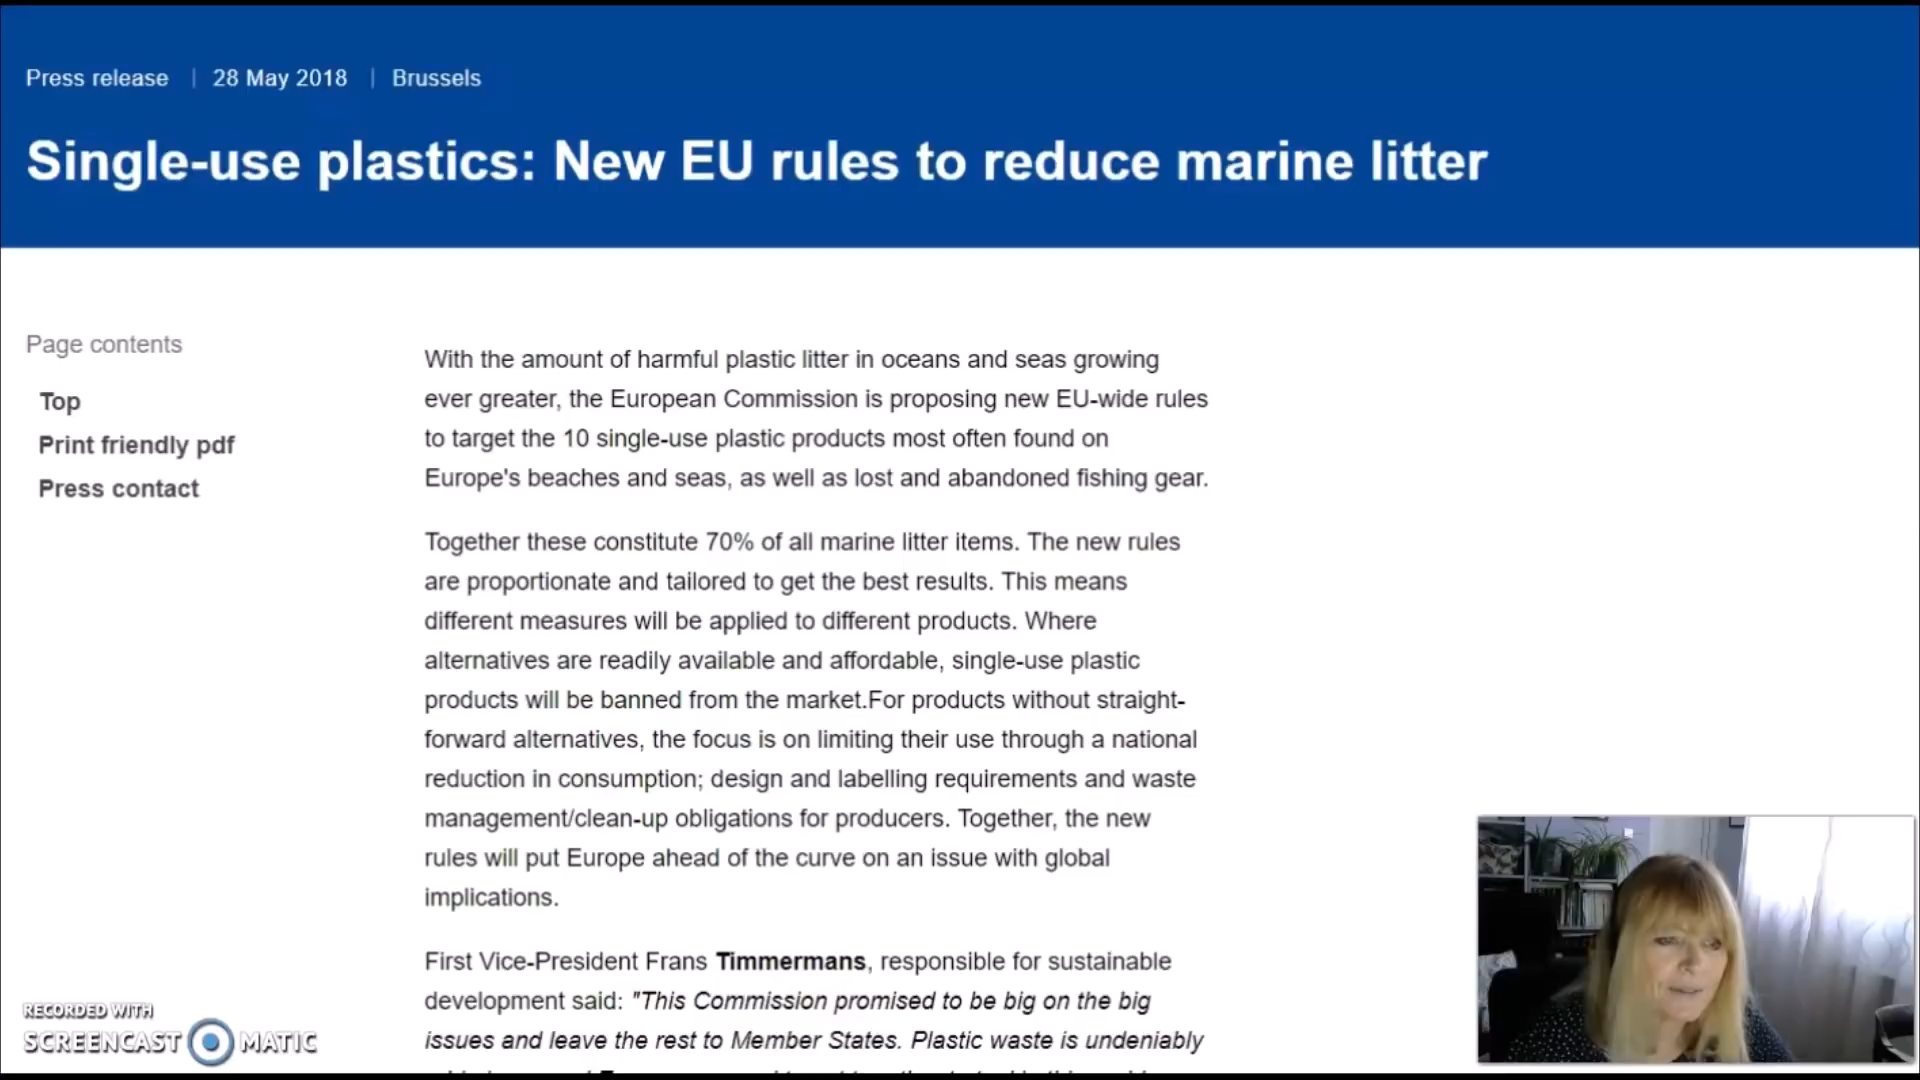 Press release | 28 May 2018 | Brussels
Single-use plastics: New EU rules to reduce marine litter
Page contents
Top
Print friendly pdf
Press contact
With the amount of harmful plastic litter in oceans and seas growing
ever greater, the European Commission is proposing new EU-wide rules
to target the 10 single-use plastic products most often found on
Europe's beaches and seas, as well as lost and abandoned fishing gear.
Together these constitute 70% of all marine litter items. The new rules
are proportionate and tailored to get the best results. This means
different measures will be applied to different products. Where
alternatives are readily available and affordable, single-use plastic
products will be banned from the market.For products without straight-
forward alternatives, the focus is on limiting their use through a national
reduction in consumption; design and labelling requirements and waste
management/clean-up obligations for producers. Together, the new
rules will put Europe ahead of the curve on an issue with global
implications.
First Vice-President Frans Timmermans, responsible for sustainable
development said: "This Commission promised to be big on the big
issues and leave the rest to Member States. Plastic waste is undeniably
RECORDED WITH
SCREENCAST MATIC